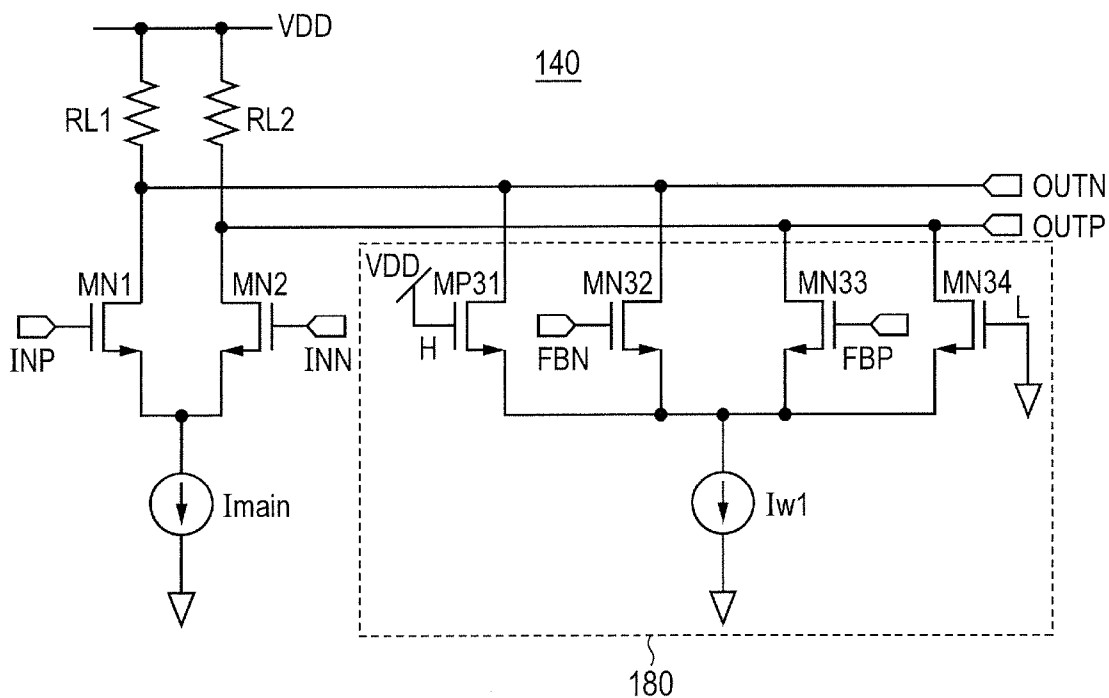 VDD
140
RL1
RL2
OUTN
OUTP
VDD
MN1
MN2
MP31
MN32
MN33
MN34
INP
INN
H
FBN
FBP
L
Imain
Iw1
180